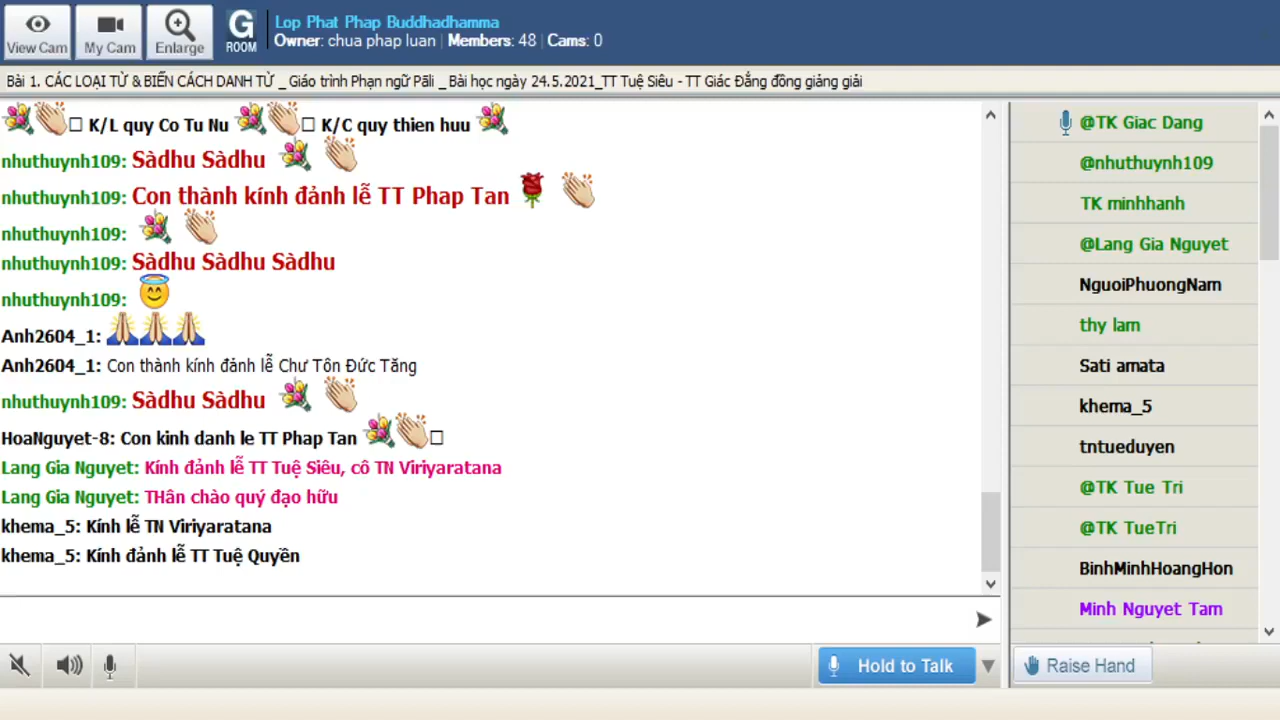 View Cam
My Cam
Enlarge
G
ROOM
Lop Phat Phap Buddhadhamma
Owner: chua phap luan | Members: 48 | Cams: 0
Bài 1. CÁC LOẠI TỪ & BIẾN CÁCH DANH TỪ _Giáo trình Phạn ngữ Pãli _Bài học ngày 24.5.2021_TT Tuệ Siêu - TT Giác Đẳng đồng giảng giải
K/L quy Co Tu Nu K/C quy thien huu
nhuthuynh109: Sàdhu Sàdhu
nhuthuynh109: Con thành kính đảnh lễ TT Phap Tan
nhuthuynh109:
nhuthuynh109: Sàdhu Sàdhu Sàdhu
nhuthuynh109:
Anh2604_1:
Anh2604_1: Con thành kính đảnh lễ Chư Tôn Đức Tăng
nhuthuynh109: Sàdhu Sàdhu
HoaNguyet-8: Con kinh danh le TT Phap Tan
Lang Gia Nguyet: Kính đảnh lễ TT Tuệ Siêu, cô TN Viriyaratana
Lang Gia Nguyet: THân chào quý đạo hữu
khema_5: Kính lễ TN Viriyaratana
khema_5: Kính đảnh lễ TT Tuệ Quyền
@TK Giac Dang
@nhuthuynh109
TK minhhanh
@Lang Gia Nguyet
NguoiPhuongNam
thy lam
Sati amata
khema_5
tntueduyen
@TK Tue Tri
@TK TueTri
BinhMinhHoangHon
Minh Nguyet Tam
Hold to Talk
Raise Hand